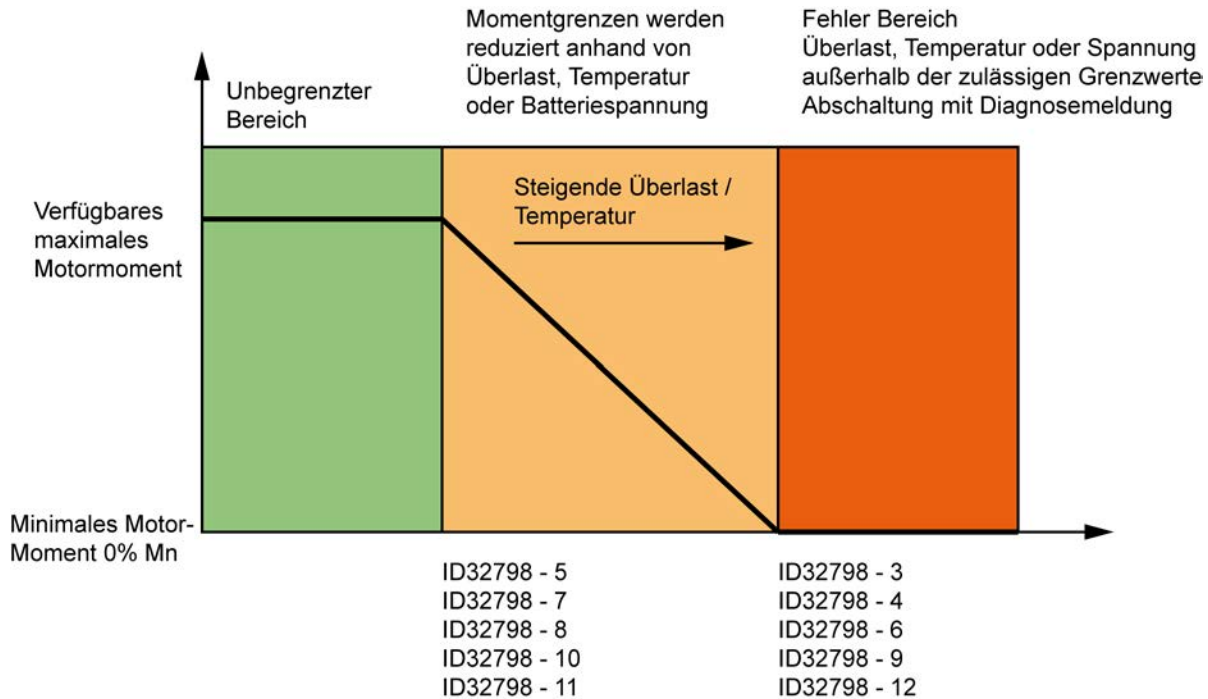 Unbegrenzter
Bereich
Momentgrenzen werden
reduziert anhand von
Überlast, Temperatur
oder Batteriespannung
Fehler Bereich
Überlast, Temperatur oder Spannung
außerhalb der zulässigen Grenzwerte
Abschaltung mit Diagnosemeldung
Steigende Überlast /
Temperatur
Verfügbares
maximales
Motormoment
Minimales Motor-
Moment 0% Mn
ID32798 - 5
ID32798 - 7
ID32798 - 8
ID32798 - 10
ID32798 - 11
ID32798 - 3
ID32798 - 4
ID32798 - 6
ID32798 - 9
ID32798 - 12